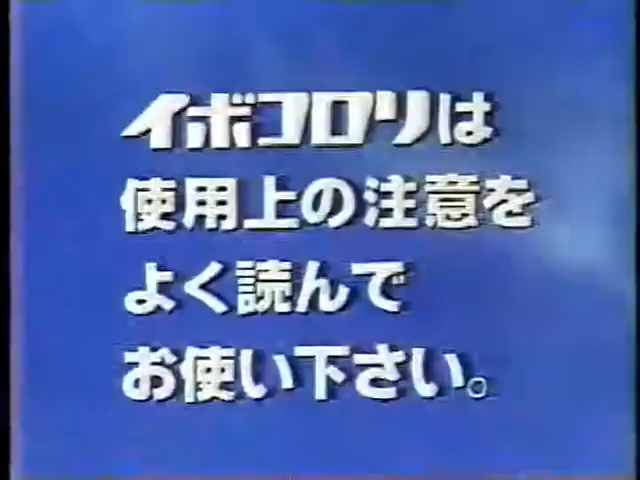 イボコロリは
使用上の注意を
よく読んで
お使い下さい。